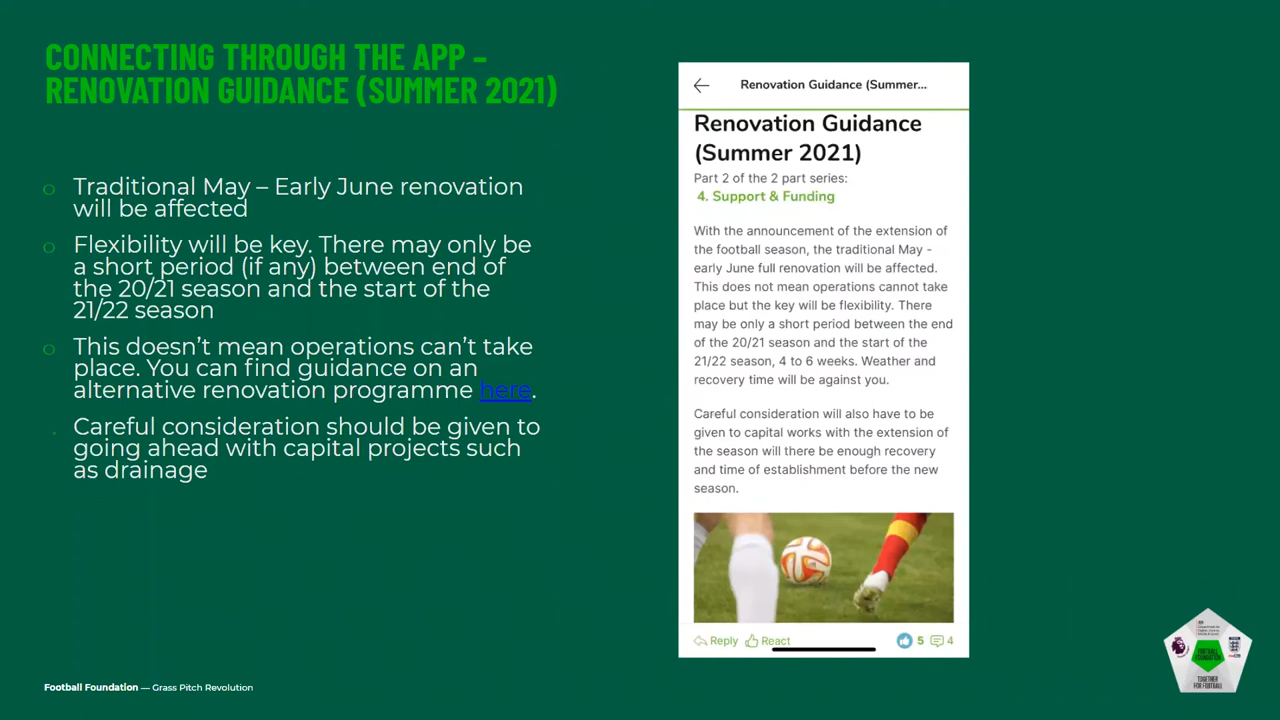 CONNECTING THROUGH THE APP –
RENOVATION GUIDANCE (SUMMER 2021)
o Traditional May – Early June renovation
will be affected
o Flexibility will be key. There may only be
a short period (if any) between end of
the 20/21 season and the start of the
21/22 season
o This doesn’t mean operations can’t take
place. You can find guidance on an
alternative renovation programme here.
Careful consideration should be given to
going ahead with capital projects such
as drainage
Renovation Guidance (Summer...
Renovation Guidance
(Summer 2021)
Part 2 of the 2 part series:
4. Support & Funding
With the announcement of the extension of
the football season, the traditional May -
early June full renovation will be affected.
This does not mean operations cannot take
place but the key will be flexibility. There
may be only a short period between the end
of the 20/21 season and the start of the
21/22 season, 4 to 6 weeks. Weather and
recovery time will be against you.
Careful consideration will also have to be
given to capital works with the extension of
the season will there be enough recovery
and time of establishment before the new
season.
Reply React 5 4
Football Foundation — Grass Pitch Revolution
FOOTBALL
FOUNDATION
TOGETHER
FOR FOOTBALL